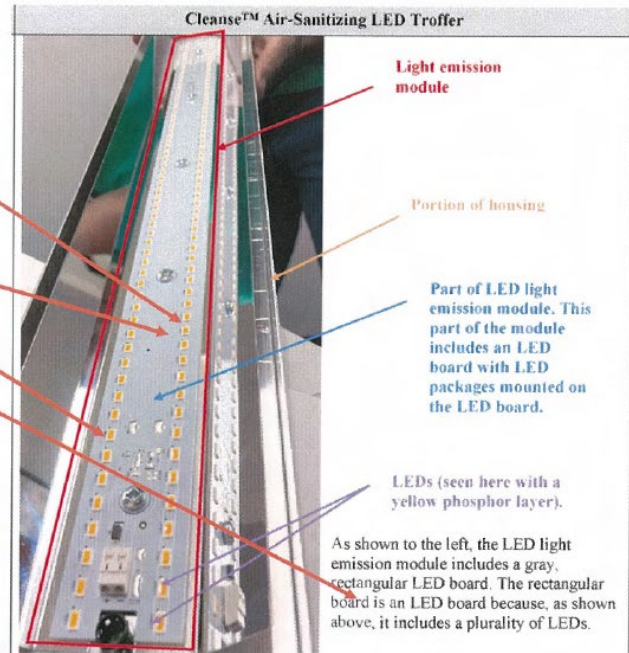 Cleanse™ Air-Sanitizing LED Troffer
Light emission
module
Portion of housing
Part of LED light
emission module. This
part of the module
includes an LED
board with LED
packages mounted on
the LED board.
LEDs (seen here with a
yellow phosphor layer).
As shown to the left, the LED light
emission module includes a gray,
rectangular LED board. The rectangular
board is an LED board because, as shown
above, it includes a plurality of LEDs.